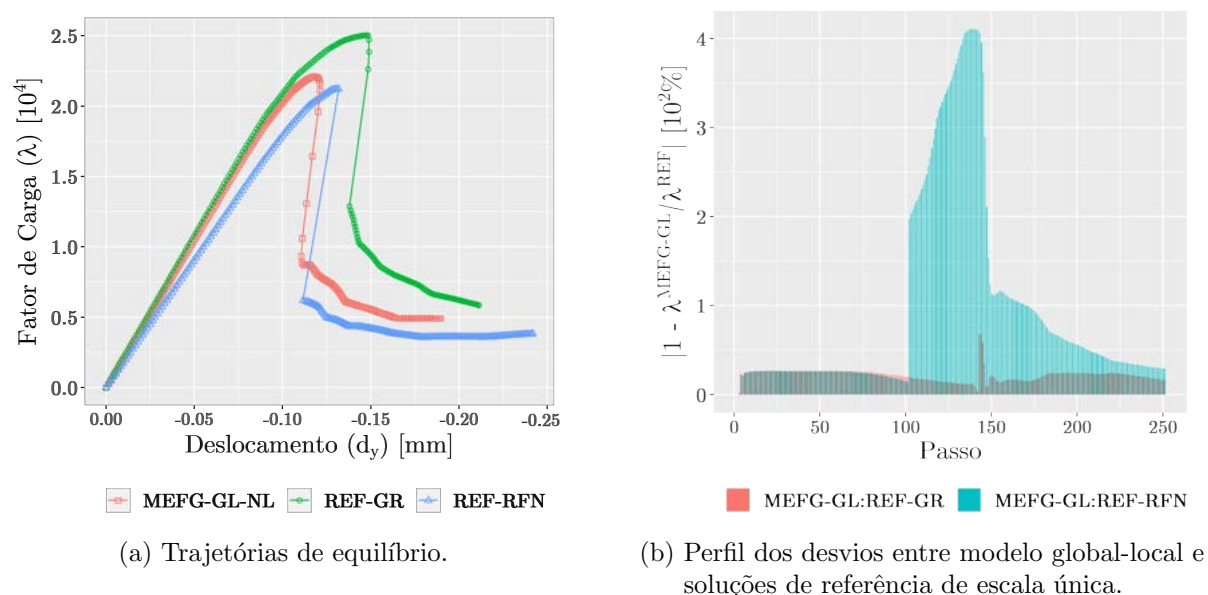 Fator de Carga (λ) [10⁴]
2.5
2.0
1.5
1.0
0.5
0.0
0.00 -0.05 -0.10 -0.15 -0.20 -0.25
Deslocamento (d_y) [mm]
MEFG-GL-NL REF-GR REF-RFN
(a) Trajetórias de equilíbrio.
|1 - λ^MEFG-GL/λ^REF| [10²%]
4
3
2
1
0
0 50 100 150 200 250
Passo
MEFG-GL:REF-GR MEFG-GL:REF-RFN
(b) Perfil dos desvios entre modelo global-local e
soluções de referência de escala única.